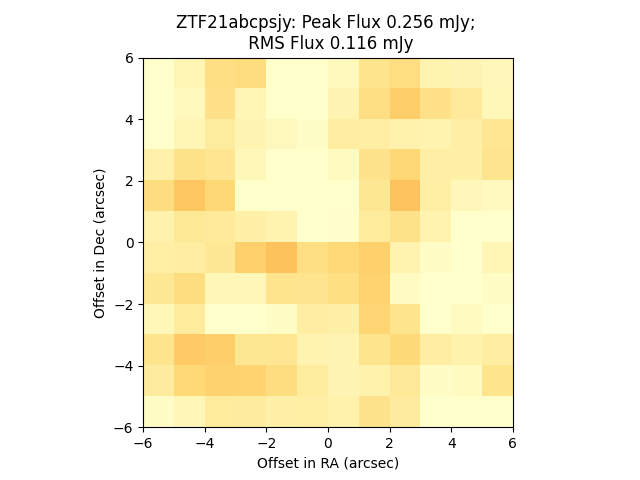 ZTF21abcpsjy: Peak Flux 0.256 mJy;
RMS Flux 0.116 mJy
6
4
2
0
−2
−4
−6
Offset in Dec (arcsec)
−6 −4 −2 0 2 4 6
Offset in RA (arcsec)